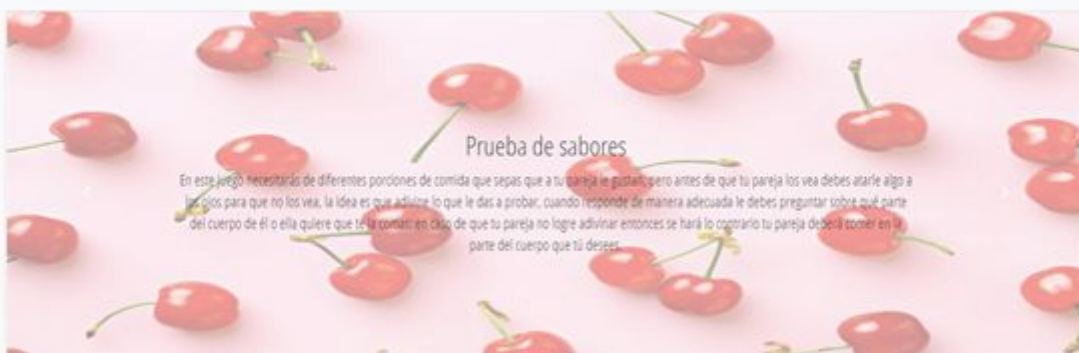 Prueba de sabores
En este juego necesitarás de diferentes porciones de comida que sepas que a tu pareja le gustan, pero antes de que tu pareja los vea debes atarle algo a
los ojos para que no los vea, la idea es que adivine lo que le das a probar, cuando responde de manera adecuada le debes preguntar sobre qué parte
del cuerpo de él o ella quiere que te la comas: en caso de que tu pareja no logre adivinar entonces se hará lo contrario tu pareja deberá comer en la
parte del cuerpo que tú desees.